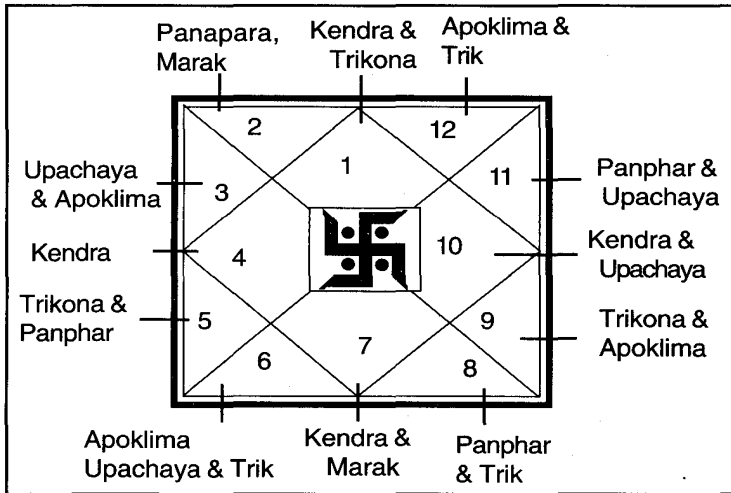 Panapara,
Marak
Kendra &
Trikona
Apoklima &
Trik
2
12
1
Upachaya
& Apoklima
3
11
Panphar &
Upachaya
Kendra
4
10
Kendra &
Upachaya
Trikona &
Panphar
5
9
Trikona &
Apoklima
6
7
8
Apoklima
Upachaya & Trik
Kendra &
Marak
Panphar
& Trik